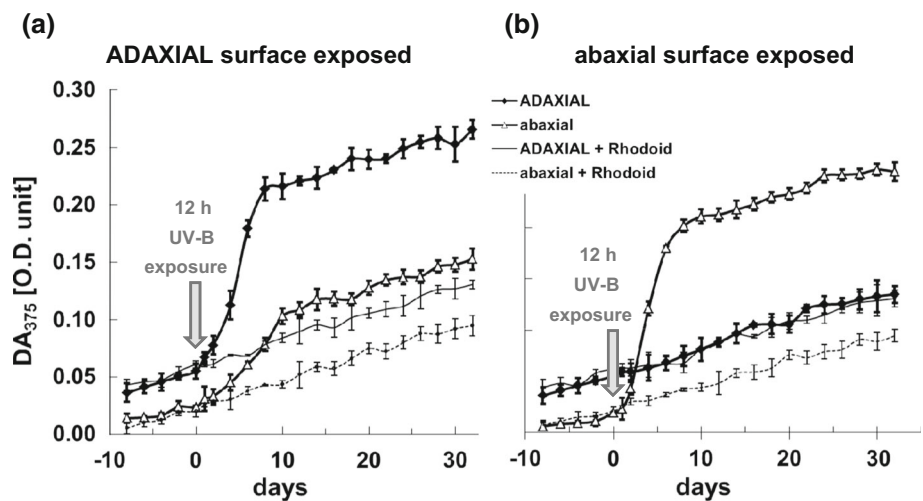 (a)
ADAXIAL surface exposed
(b)
abaxial surface exposed
0.30
0.25
0.20
0.15
0.10
0.05
0.00
DA375 [O.D. unit]
12 h
UV-B
exposure
-10
0
10
20
30
days
ADAXIAL
abaxial
ADAXIAL + Rhodoid
abaxial + Rhodoid
12 h
UV-B
exposure
-10
0
10
20
30
days